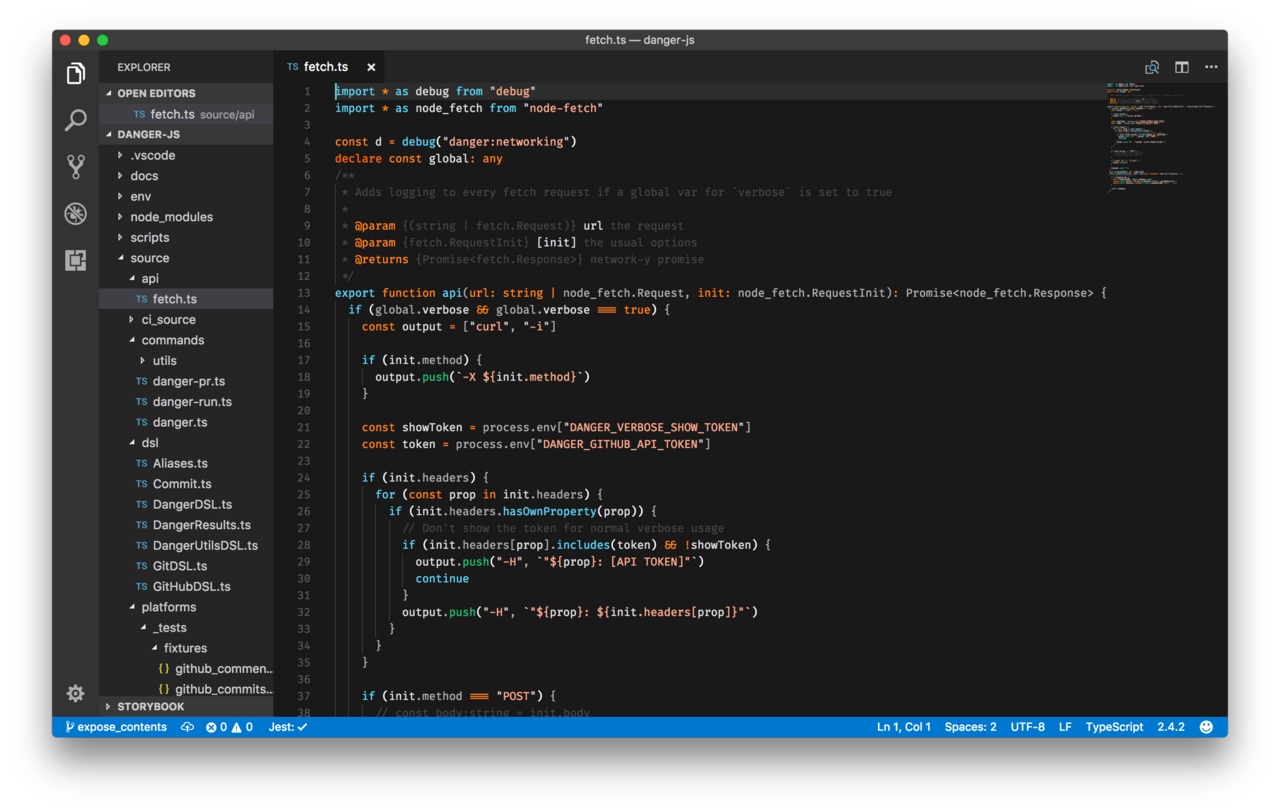 fetch.ts — danger-js
EXPLORER
OPEN EDITORS
TS fetch.ts source/api
DANGER-JS
.vscode
docs
env
node_modules
scripts
source
api
TS fetch.ts
ci_source
commands
utils
TS danger-pr.ts
TS danger-run.ts
TS danger.ts
dsl
TS Aliases.ts
TS Commit.ts
TS DangerDSL.ts
TS DangerResults.ts
TS DangerUtilsDSL.ts
TS GitDSL.ts
TS GitHubDSL.ts
platforms
_tests
fixtures
{} github_commen...
{} github_commits...
STORYBOOK
TS fetch.ts ×
1 import * as debug from "debug"
2 import * as node_fetch from "node-fetch"
3
4 const d = debug("danger:networking")
5 declare const global: any
6 /**
7  * Adds logging to every fetch request if a global var for `verbose` is set to true
8  *
9  * @param {(string | fetch.Request)} url the request
10  * @param {fetch.RequestInit} [init] the usual options
11  * @returns {Promise<fetch.Response>} network-y promise
12  */
13 export function api(url: string | node_fetch.Request, init: node_fetch.RequestInit): Promise<node_fetch.Response> {
14   if (global.verbose && global.verbose === true) {
15     const output = ["curl", "-i"]
16
17     if (init.method) {
18       output.push(`-X ${init.method}`)
19     }
20
21     const showToken = process.env["DANGER_VERBOSE_SHOW_TOKEN"]
22     const token = process.env["DANGER_GITHUB_API_TOKEN"]
23
24     if (init.headers) {
25       for (const prop in init.headers) {
26         if (init.headers.hasOwnProperty(prop)) {
27           // Don't show the token for normal verbose usage
28           if (init.headers[prop].includes(token) && !showToken) {
29             output.push("-H", `"${prop}: [API TOKEN]"`)
30             continue
31           }
32           output.push("-H", `"${prop}: ${init.headers[prop]}"`)
33         }
34       }
35     }
36
37     if (init.method === "POST") {
38       // const body:string = init.body
expose_contents 0 0 Jest: ✓ Ln 1, Col 1 Spaces: 2 UTF-8 LF TypeScript 2.4.2